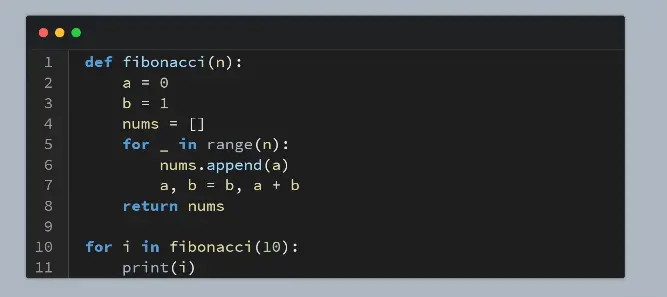 1 def fibonacci(n):
2     a = 0
3     b = 1
4     nums = []
5     for _ in range(n):
6         nums.append(a)
7         a, b = b, a + b
8     return nums
9
10 for i in fibonacci(10):
11     print(i)